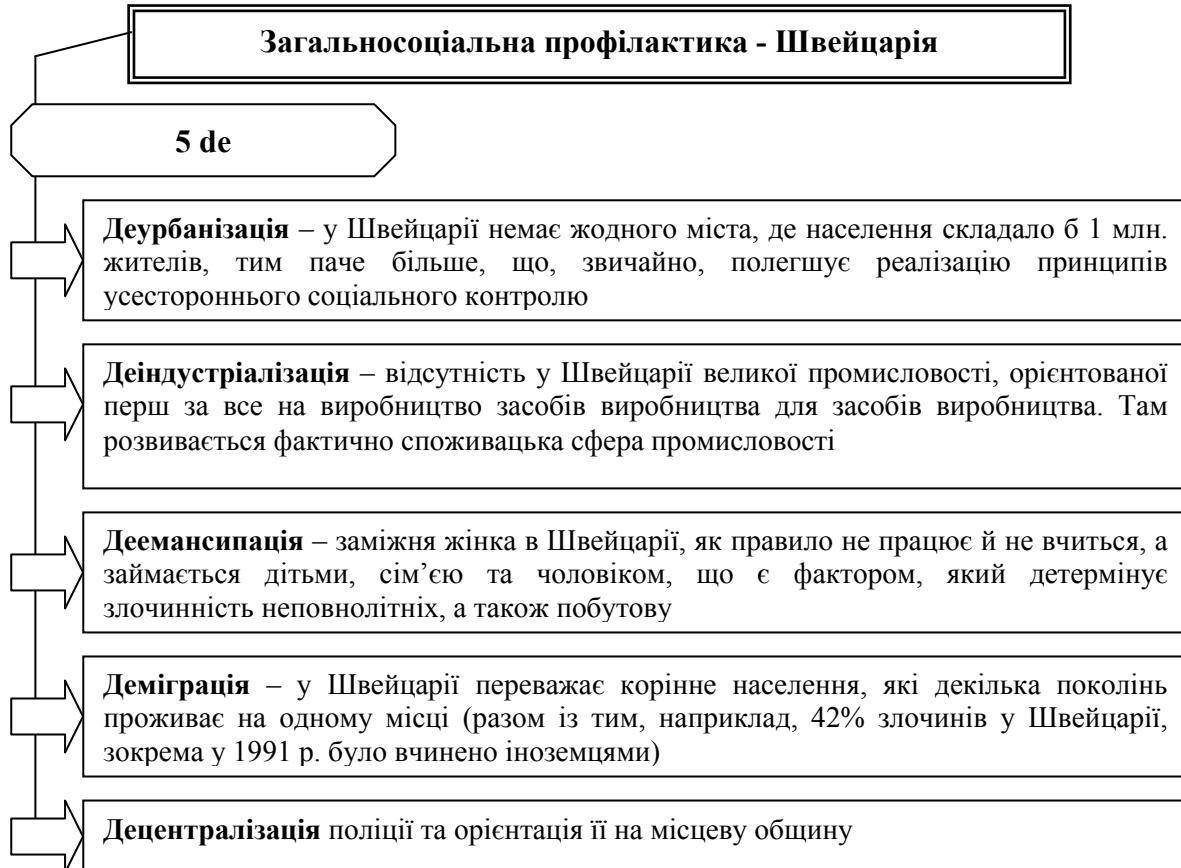 Загальносоціальна профілактика - Швейцарія
5 de
Деурбанізація – у Швейцарії немає жодного міста, де населення складало б 1 млн.
жителів, тим паче більше, що, звичайно, полегшує реалізацію принципів
усестороннього соціального контролю
Деіндустріалізація – відсутність у Швейцарії великої промисловості, орієнтованої
перш за все на виробництво засобів виробництва для засобів виробництва. Там
розвивається фактично споживацька сфера промисловості
Деемансипація – заміжня жінка в Швейцарії, як правило не працює й не вчиться, а
займається дітьми, сім’єю та чоловіком, що є фактором, який детермінує
злочинність неповнолітніх, а також побутову
Деміграція – у Швейцарії переважає корінне населення, які декілька поколінь
проживає на одному місці (разом із тим, наприклад, 42% злочинів у Швейцарії,
зокрема у 1991 р. було вчинено іноземцями)
Децентралізація поліції та орієнтація її на місцеву общину